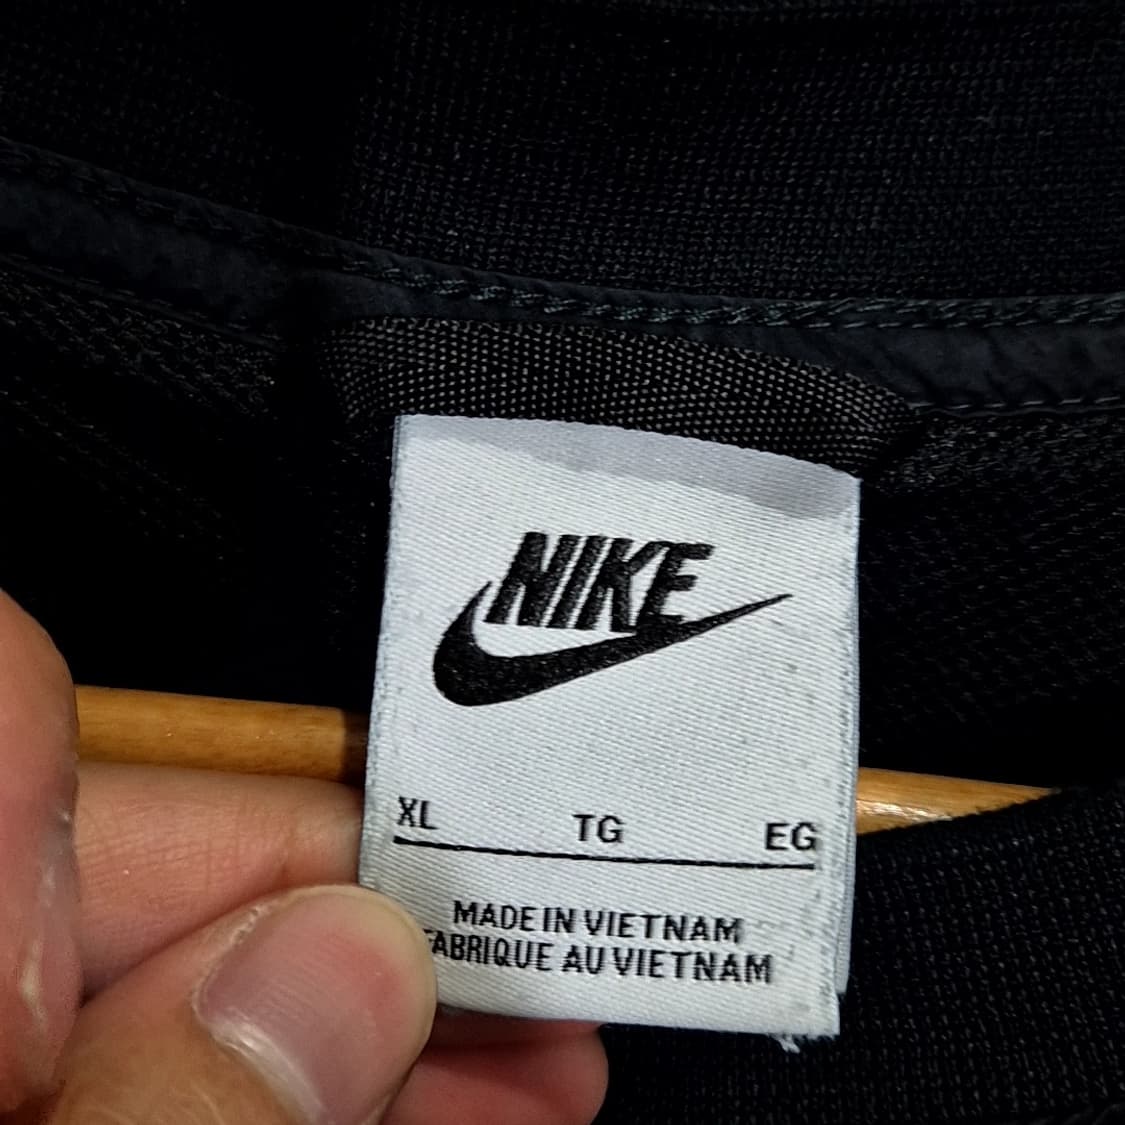 NIKE
XL TG EG
MADE IN VIETNAM
FABRIQUE AU VIETNAM